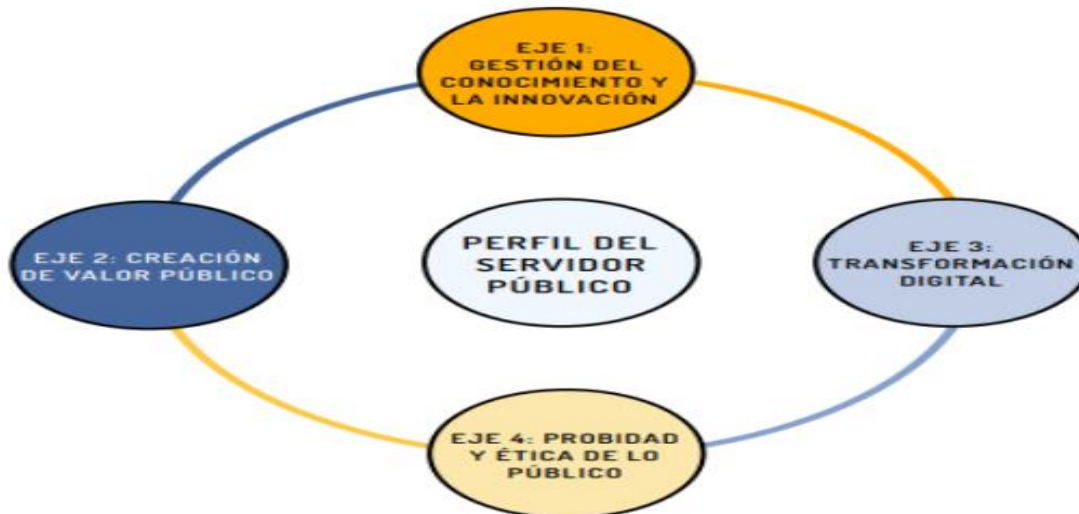 EJE 1:
GESTIÓN DEL
CONOCIMIENTO Y
LA INNOVACIÓN
EJE 2: CREACIÓN
DE VALOR PÚBLICO
PERFIL DEL
SERVIDOR
PÚBLICO
EJE 3:
TRANSFORMACIÓN
DIGITAL
EJE 4: PROBIDAD
Y ÉTICA DE LO
PÚBLICO